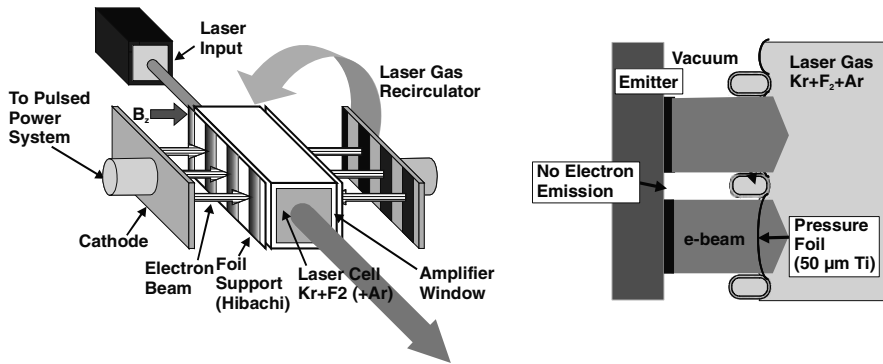 Laser
Input
Laser Gas
Recirculator
To Pulsed
Power
System
Bz
Cathode
Electron
Beam
Foil
Support
(Hibachi)
Laser Cell
Kr+F2 (+Ar)
Amplifier
Window
Vacuum
Laser Gas
Kr+F₂+Ar
Emitter
No Electron
Emission
e-beam
Pressure
Foil
(50 µm Ti)